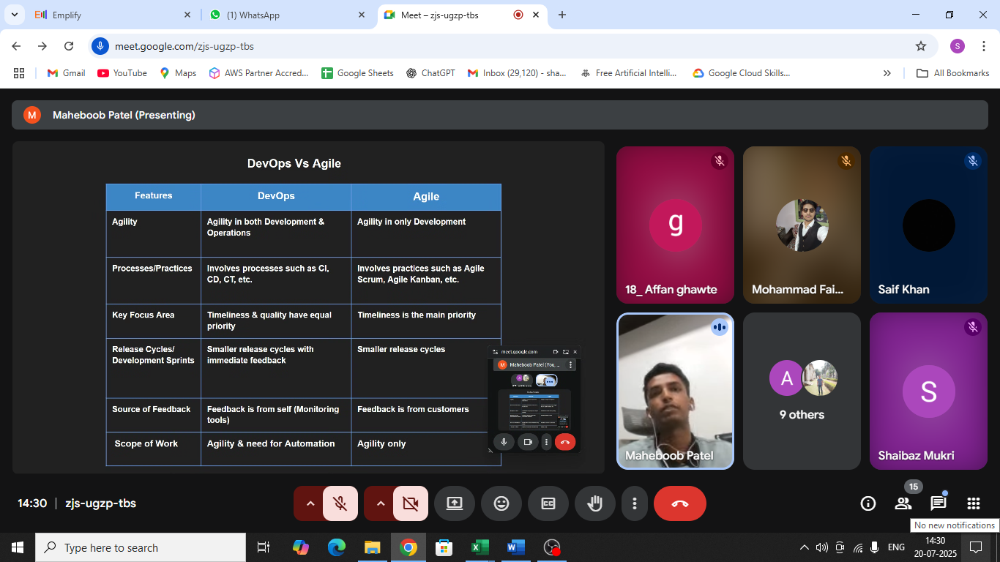 Emplify
(1) WhatsApp
Meet – zjs-ugzp-tbs
meet.google.com/zjs-ugzp-tbs
S
Gmail
YouTube
Maps
AWS Partner Accred...
Google Sheets
ChatGPT
Inbox (29,120) - sha...
Free Artificial Intelli...
Google Cloud Skills...
All Bookmarks
M
Maheboob Patel (Presenting)
DevOps Vs Agile
Features DevOps Agile
Agility
Agility in both Development &
Operations
Agility in only Development
Processes/Practices
Involves processes such as CI,
CD, CT, etc.
Involves practices such as Agile
Scrum, Agile Kanban, etc.
Key Focus Area
Timeliness & quality have equal
priority
Timeliness is the main priority
Release Cycles/
Development Sprints
Smaller release cycles with
immediate feedback
Smaller release cycles
Source of Feedback
Feedback is from self (Monitoring
tools)
Feedback is from customers
Scope of Work
Agility & need for Automation
Agility only
meet.google.com
M
Maheboob Patel (You, ...
A
g
18_ Affan ghawte
Mohammad Fai...
Saif Khan
Maheboob Patel
A
9 others
S
Shaibaz Mukri
14:30 | zjs-ugzp-tbs
CC
15
No new notifications
Type here to search
ENG
14:30
20-07-2025